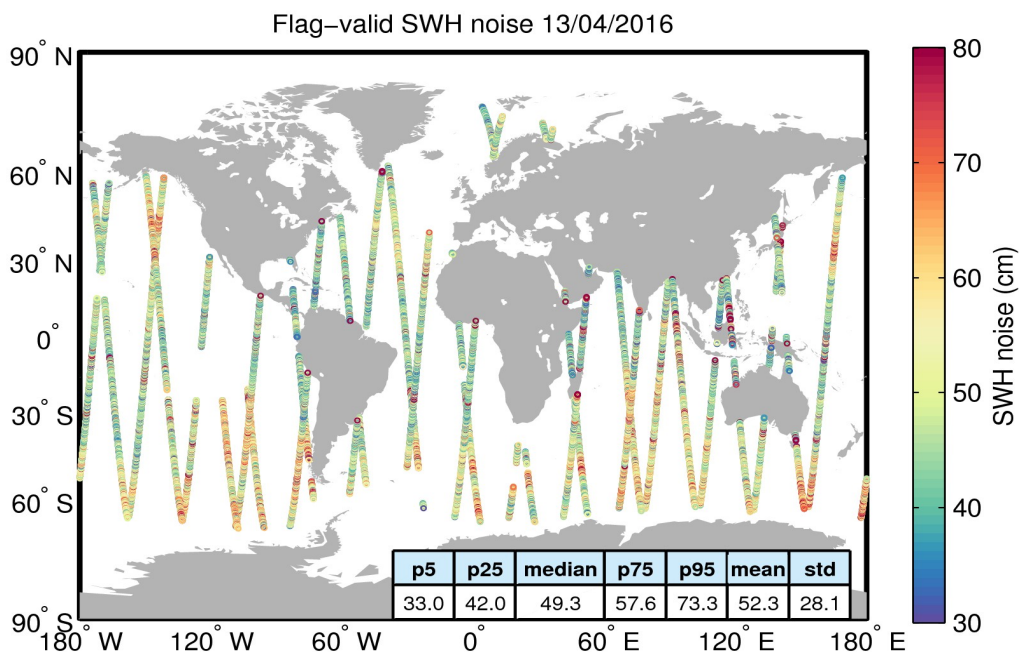 Flag−valid SWH noise 13/04/2016
90° N
60° N
30° N
0°
30° S
60° S
90° S
180° W
120° W
60° W
0°
60° E
120° E
180° E
80
70
60
50
40
30
SWH noise (cm)
p5 p25 median p75 p95 mean std
33.0 42.0 49.3 57.6 73.3 52.3 28.1